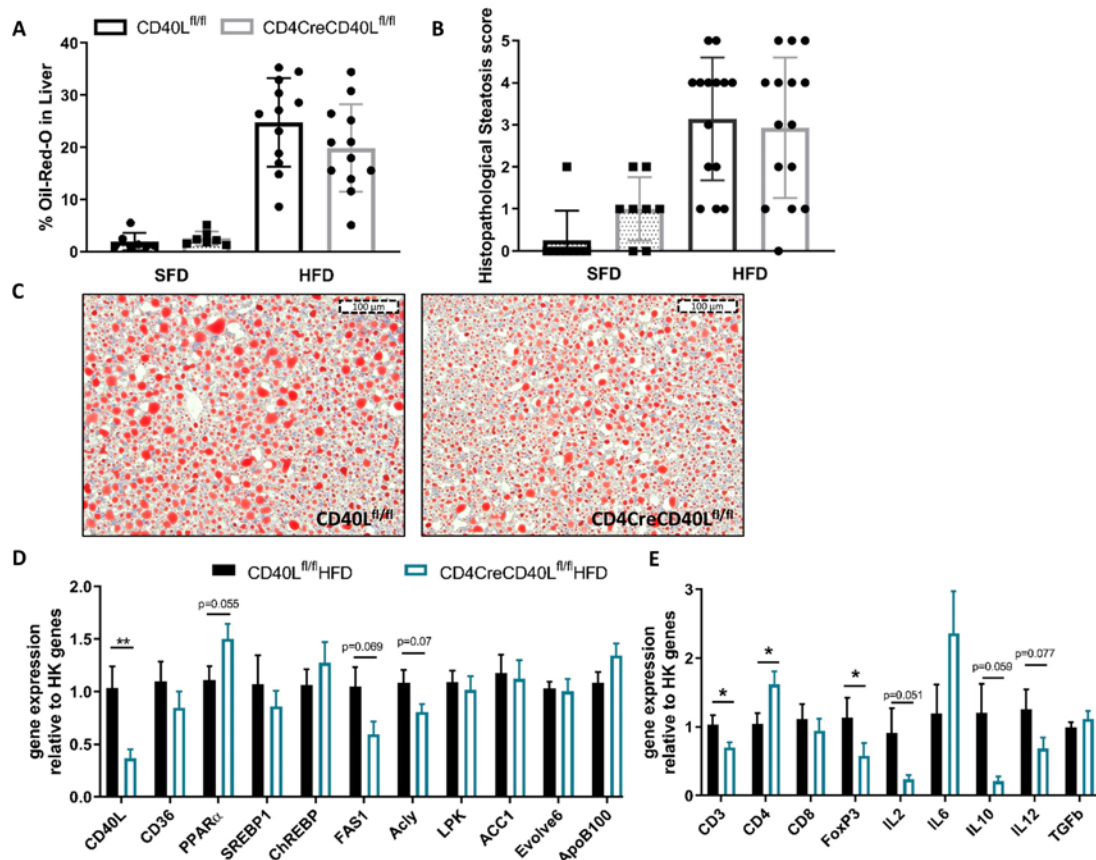 A
CD40L fl/fl
CD4CreCD40L fl/fl
% Oil-Red-O in Liver
40
30
20
10
0
SFD
HFD
B
Histopathological Steatosis score
5
4
3
2
1
0
SFD
HFD
C
100 μm
CD40L fl/fl
100 μm
CD4CreCD40L fl/fl
D
CD40L fl/fl HFD
CD4CreCD40L fl/fl HFD
gene expression
relative to HK genes
2.0
1.5
1.0
0.5
0.0
**
p=0.055
p=0.069
p=0.07
CD40L
CD36
PPARα
SREBP1
ChREBP
FAS1
Acly
LPK
ACC1
Evolve6
ApoB100
E
gene expression
relative to HK genes
3
2
1
0
*
*
*
p=0.051
p=0.059
p=0.077
CD3
CD4
CD8
FoxP3
IL2
IL6
IL10
IL12
TGFb